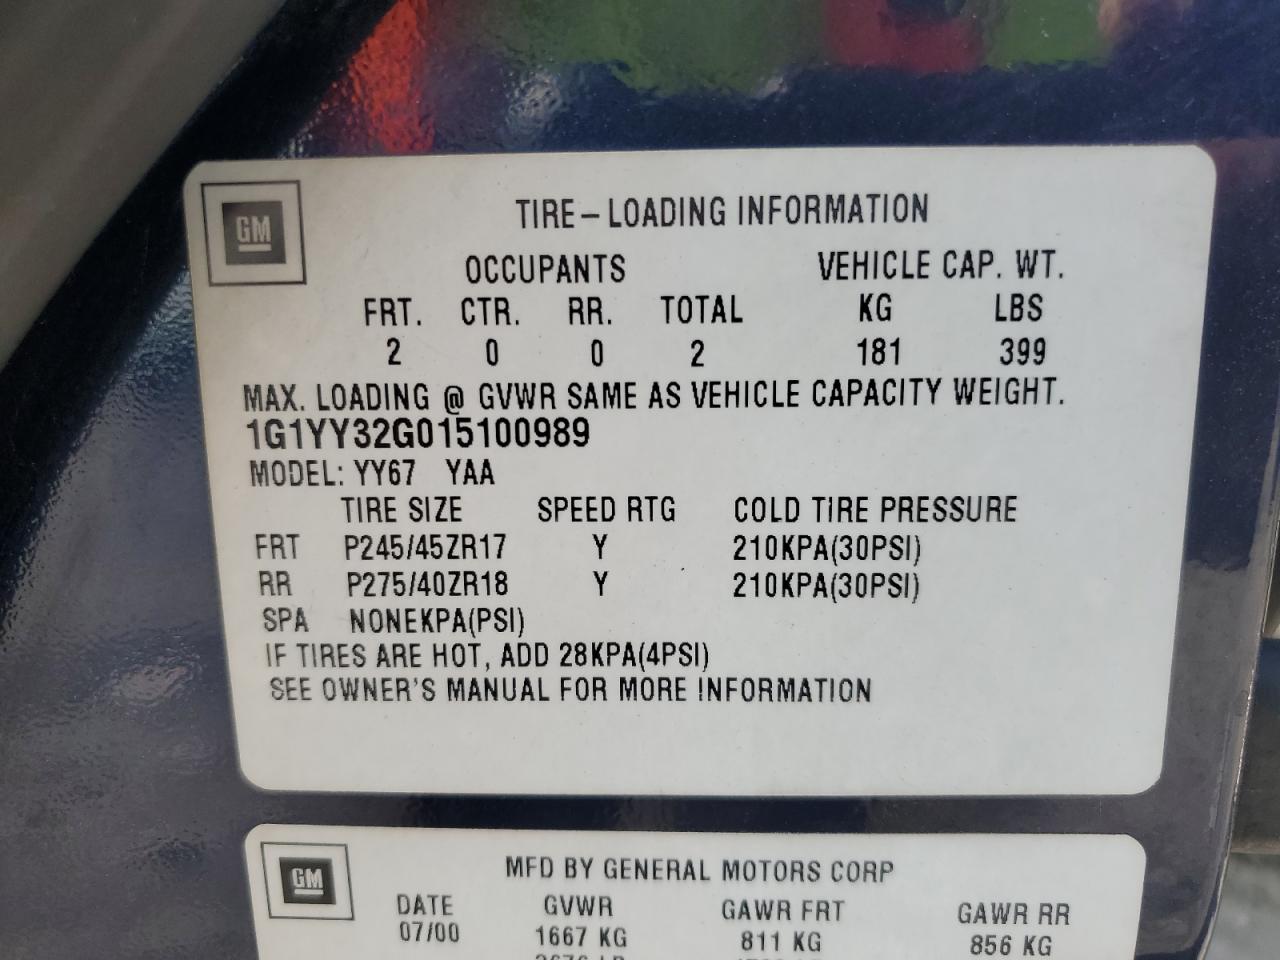 GM
TIRE-LOADING INFORMATION
OCCUPANTS VEHICLE CAP. WT.
FRT. CTR. RR. TOTAL KG LBS
2 0 0 2 181 399
MAX. LOADING @ GVWR SAME AS VEHICLE CAPACITY WEIGHT.
1G1YY32G015100989
MODEL: YY67 YAA
TIRE SIZE SPEED RTG COLD TIRE PRESSURE
FRT P245/45ZR17 Y 210KPA(30PSI)
RR P275/40ZR18 Y 210KPA(30PSI)
SPA NONEKPA(PSI)
IF TIRES ARE HOT, ADD 28KPA(4PSI)
SEE OWNER'S MANUAL FOR MORE INFORMATION
GM
MFD BY GENERAL MOTORS CORP
DATE GVWR GAWR FRT GAWR RR
07/00 1667 KG 811 KG 856 KG